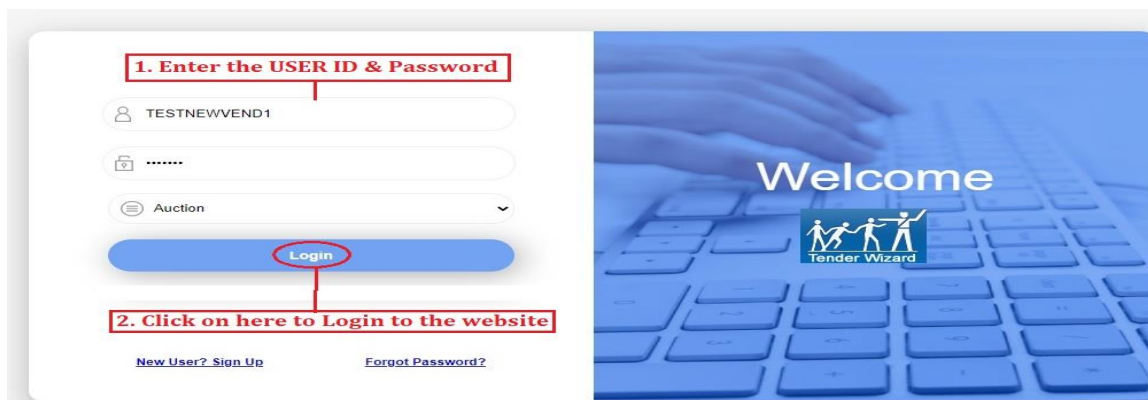 1. Enter the USER ID & Password
TESTNEWVEND1
•••••••
Auction
Login
2. Click on here to Login to the website
New User? Sign Up
Forgot Password?
Welcome
Tender Wizard